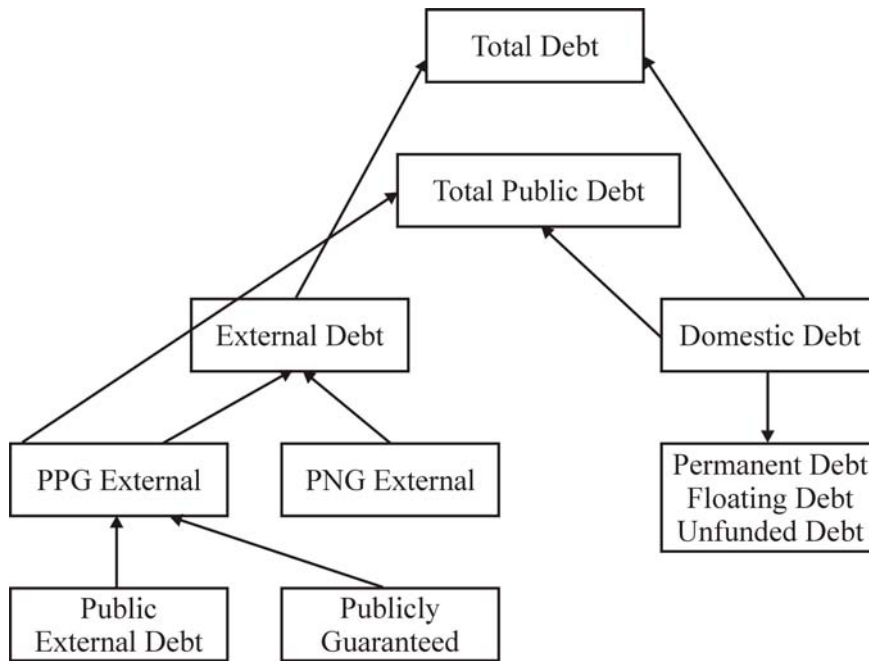 Total Debt
Total Public Debt
External Debt
Domestic Debt
PPG External
PNG External
Permanent Debt
Floating Debt
Unfunded Debt
Public
External Debt
Publicly
Guaranteed